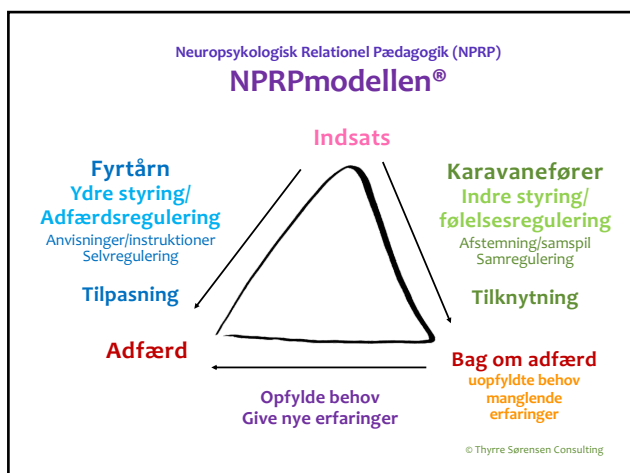 Neuropsykologisk Relationel Pædagogik (NPRP)
NPRPmodellen®
Indsats
Fyrtårn
Ydre styring/
Adfærdsregulering
Anvisninger/instruktioner
Selvregulering
Tilpasning
Karavanefører
Indre styring/
følelsesregulering
Afstemning/samspil
Samregulering
Tilknytning
Adfærd
Bag om adfærd
uopfyldte behov
manglende
erfaringer
Opfylde behov
Give nye erfaringer
© Thyrre Sørensen Consulting